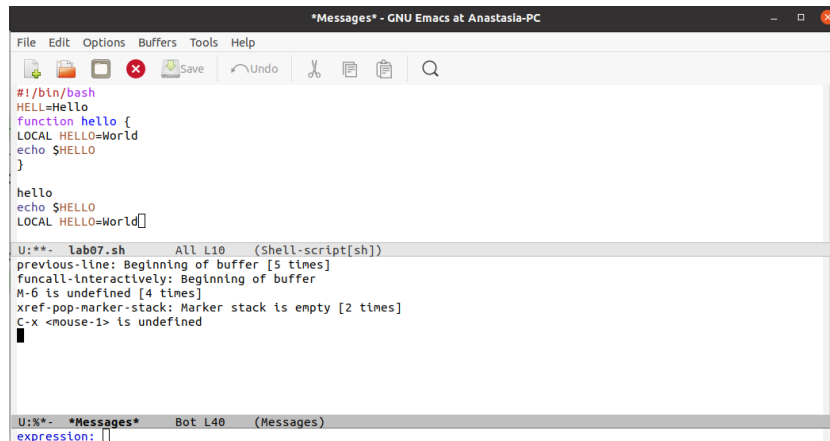 *Messages* - GNU Emacs at Anastasia-PC
File Edit Options Buffers Tools Help
Save Undo
#!/bin/bash
HELL=Hello
function hello {
LOCAL HELLO=World
echo $HELLO
}
hello
echo $HELLO
LOCAL HELLO=World
U:**- lab07.sh All L10 (Shell-script[sh])
previous-line: Beginning of buffer [5 times]
funcall-interactively: Beginning of buffer
M-б is undefined [4 times]
xref-pop-marker-stack: Marker stack is empty [2 times]
C-x <mouse-1> is undefined
U:%*- *Messages* Bot L40 (Messages)
expression: